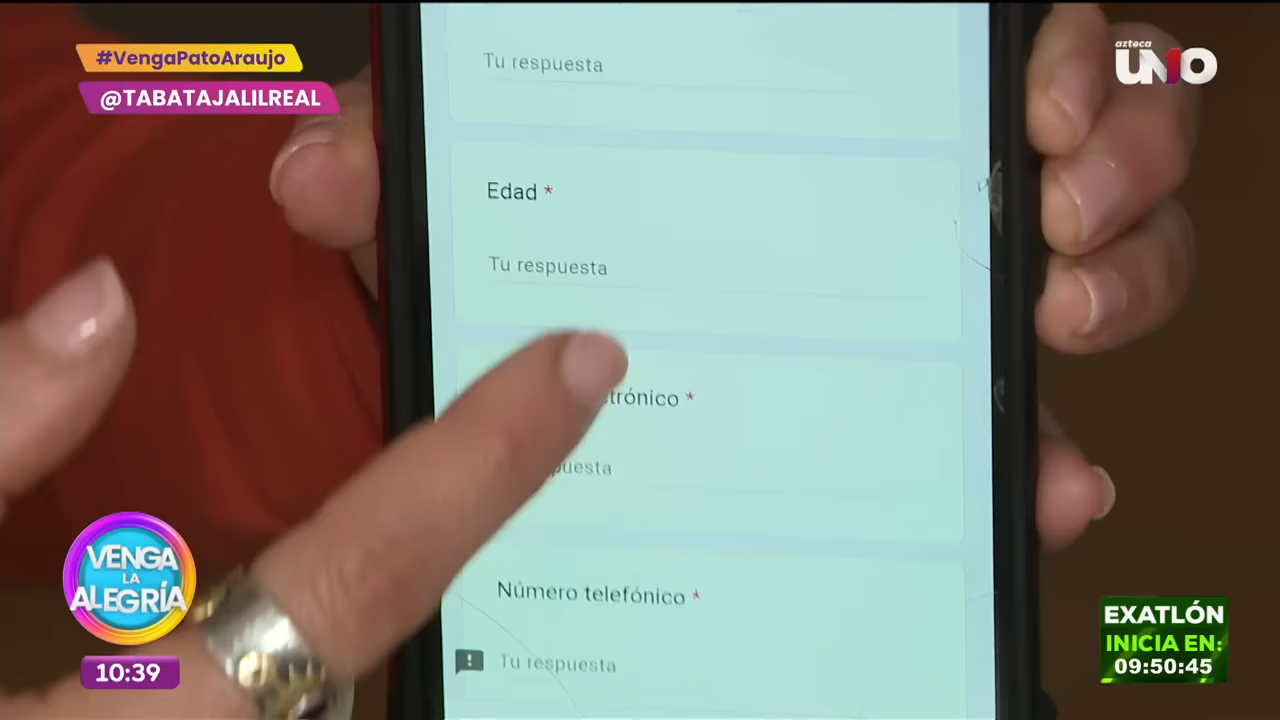 #VengaPatoAraujo
@TABATAJALILREAL
azteca
UNO
Tu respuesta
Edad *
Tu respuesta
trónico *
uesta
Número telefónico *
Tu respuesta
VENGA
LA
ALEGRÍA
10:39
EXATLÓN
INICIA EN:
09:50:45